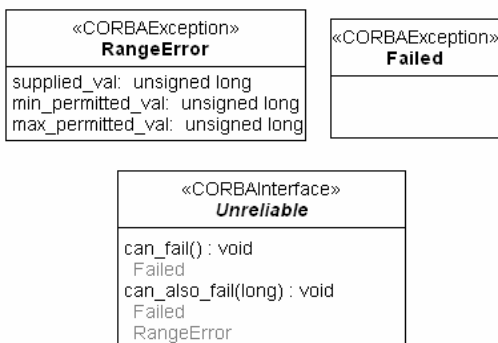 «CORBAException»
RangeError
supplied_val: unsigned long
min_permitted_val: unsigned long
max_permitted_val: unsigned long
«CORBAException»
Failed
«CORBAInterface»
Unreliable
can_fail() : void
Failed
can_also_fail(long) : void
Failed
RangeError